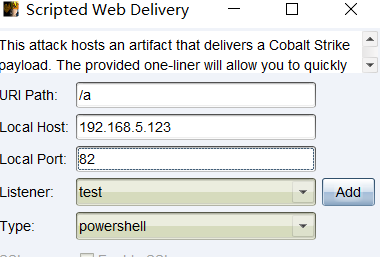 Scripted Web Delivery
This attack hosts an artifact that delivers a Cobalt Strike
payload. The provided one-liner will allow you to quickly
URI Path: /a
Local Host: 192.168.5.123
Local Port: 82
Listener: test Add
Type: powershell